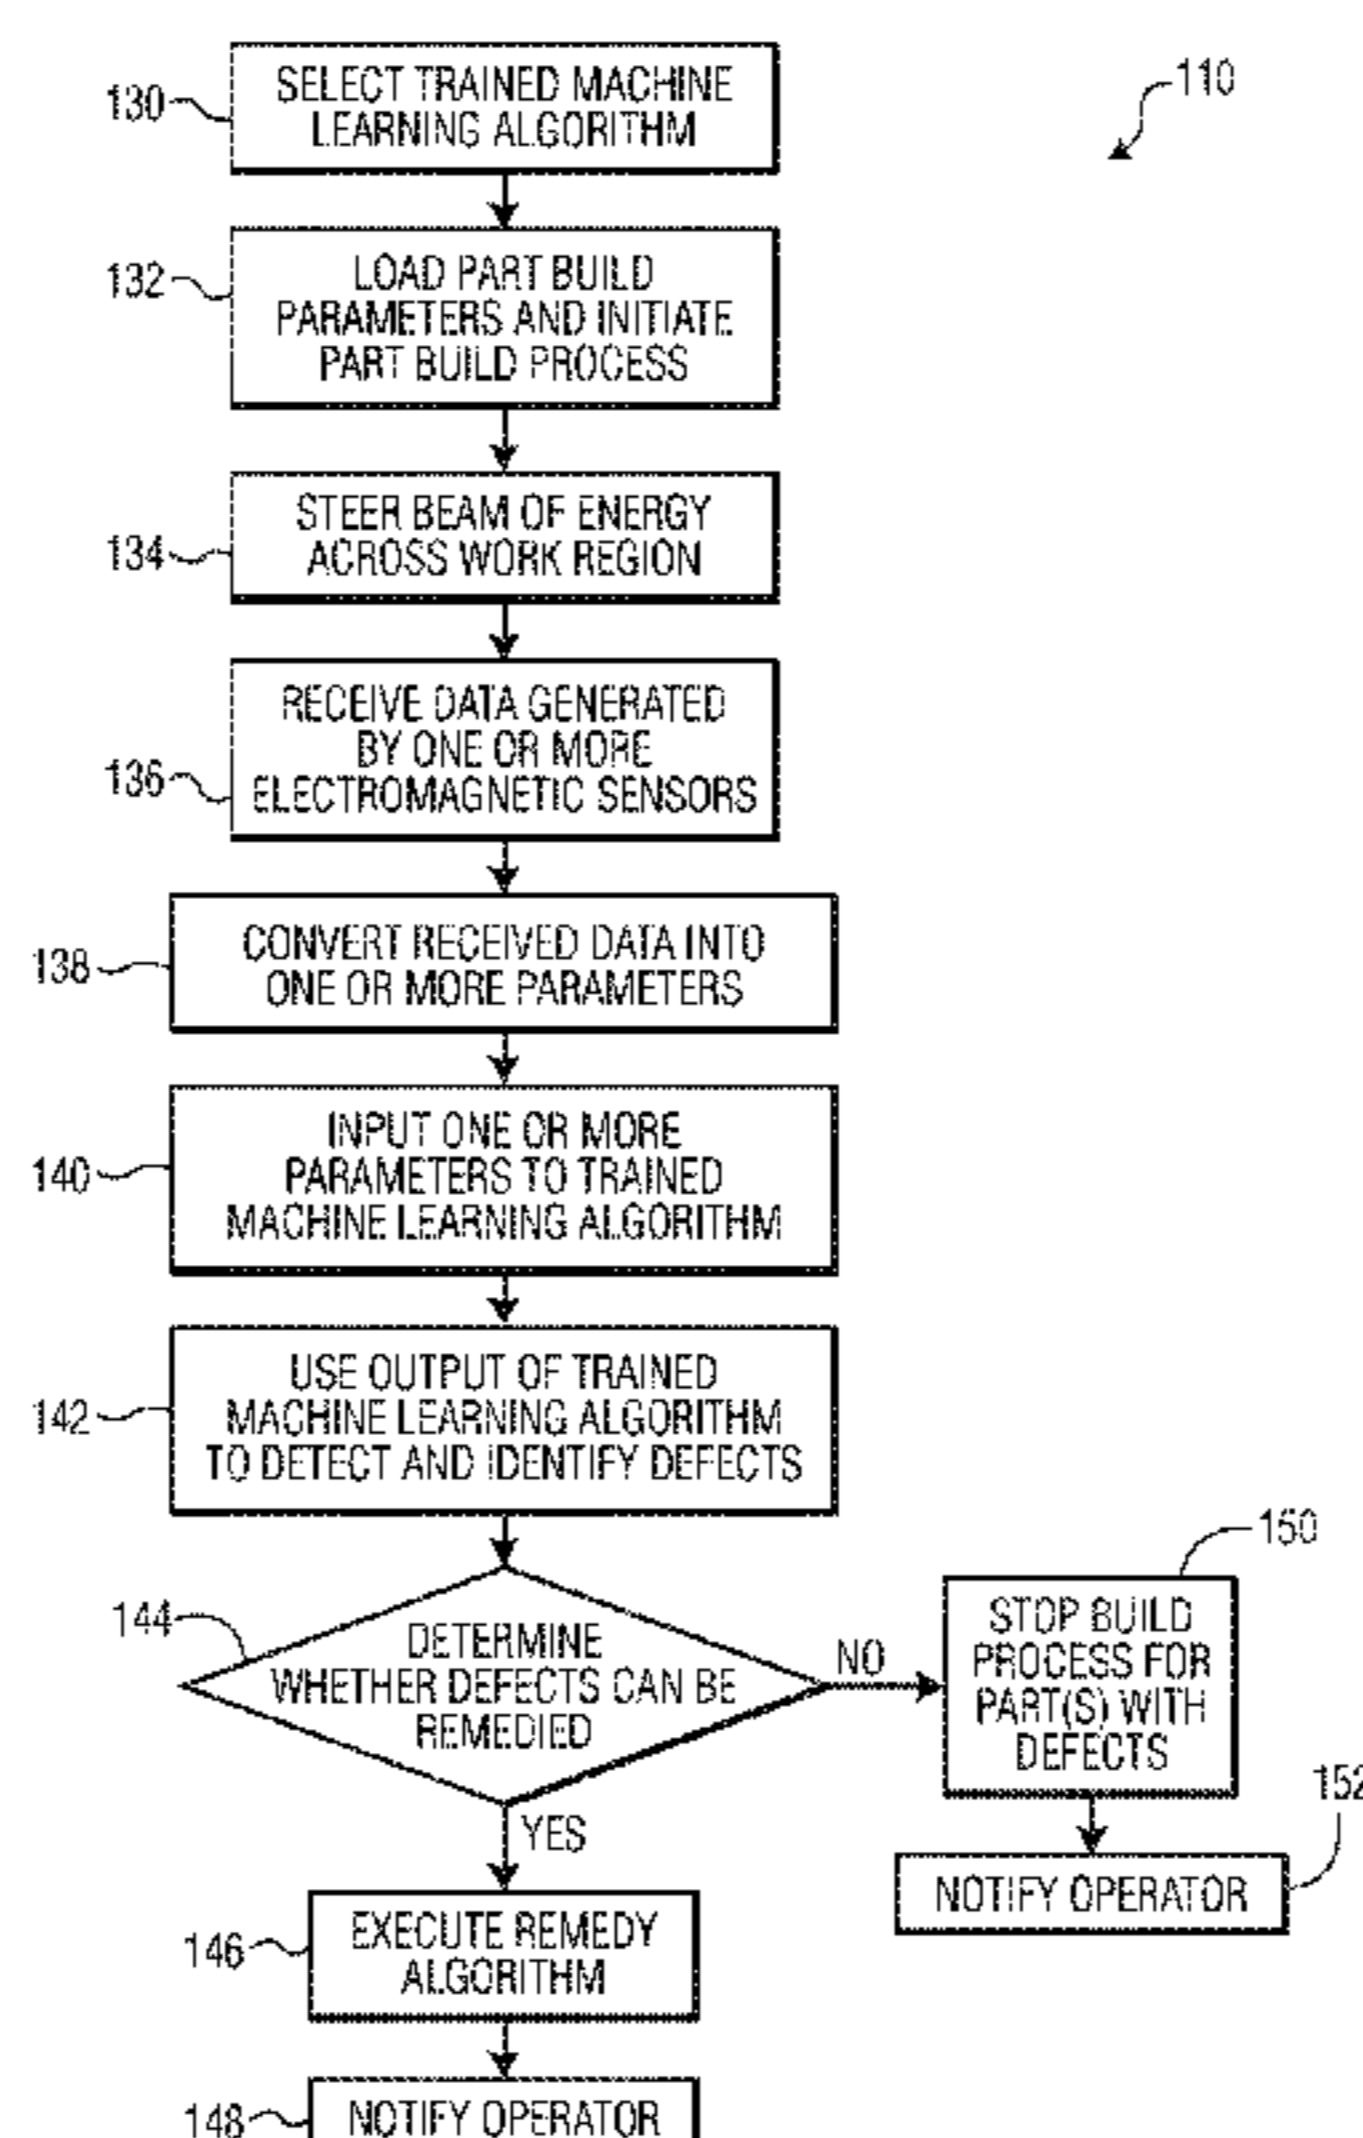 110
130
SELECT TRAINED MACHINE
LEARNING ALGORITHM
132
LOAD PART BUILD
PARAMETERS AND INITIATE
PART BUILD PROCESS
134
STEER BEAM OF ENERGY
ACROSS WORK REGION
136
RECEIVE DATA GENERATED
BY ONE OR MORE
ELECTROMAGNETIC SENSORS
138
CONVERT RECEIVED DATA INTO
ONE OR MORE PARAMETERS
140
INPUT ONE OR MORE
PARAMETERS TO TRAINED
MACHINE LEARNING ALGORITHM
142
USE OUTPUT OF TRAINED
MACHINE LEARNING ALGORITHM
TO DETECT AND IDENTIFY DEFECTS
144
DETERMINE
WHETHER DEFECTS CAN BE
REMEDIED
NO
150
STOP BUILD
PROCESS FOR
PART(S) WITH
DEFECTS
152
NOTIFY OPERATOR
YES
146
EXECUTE REMEDY
ALGORITHM
148
NOTIFY OPERATOR